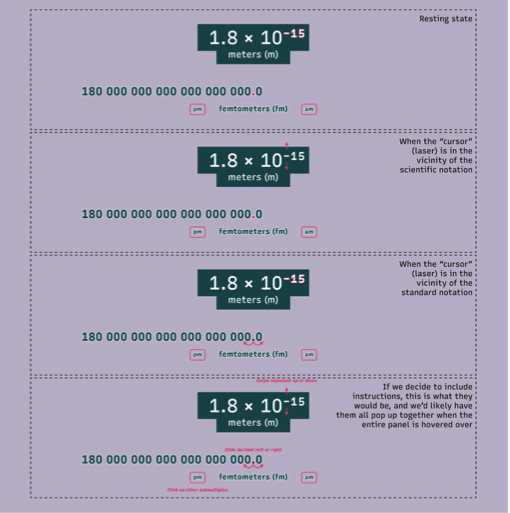 Resting state
1.8 × 10⁻¹⁵
meters (m)
180 000 000 000 000 000 000.0
pm femtometers (fm) am
When the “cursor”
(laser) is in the
vicinity of the
scientific notation
1.8 × 10⁻¹⁵
meters (m)
180 000 000 000 000 000 000.0
pm femtometers (fm) am
When the “cursor”
(laser) is in the
vicinity of the
standard notation
1.8 × 10⁻¹⁵
meters (m)
180 000 000 000 000 000 000.0
pm femtometers (fm) am
If we decide to include
instructions, this is what they
would be, and we’d likely have
them all pop up together when the
entire panel is hovered over
exponent up or down
1.8 × 10⁻¹⁵
meters (m)
Slide decimal left or right
180 000 000 000 000 000 000.0
pm femtometers (fm) am
Click on other submultiples